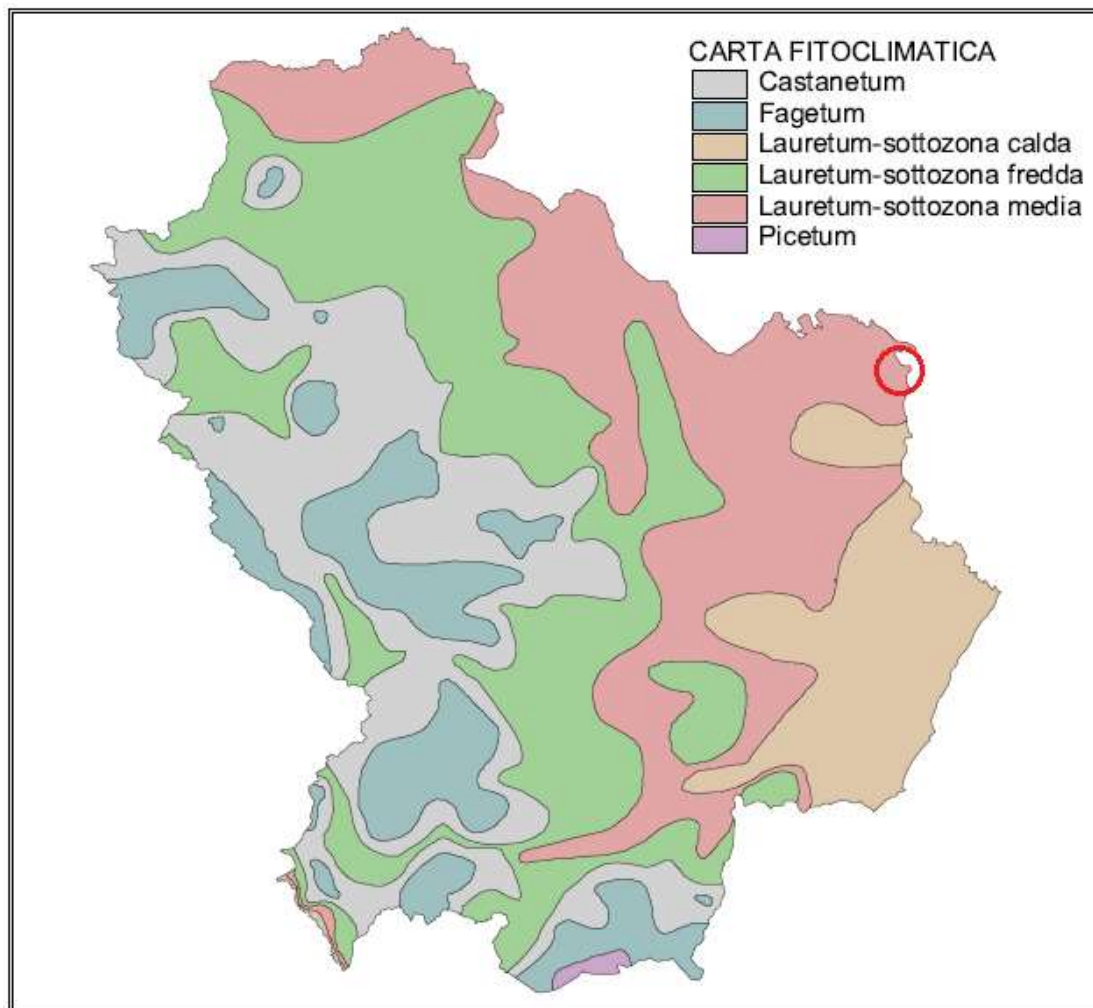 CARTA FITOCLIMATICA
Castanetum
Fagetum
Lauretum-sottozona calda
Lauretum-sottozona fredda
Lauretum-sottozona media
Picetum